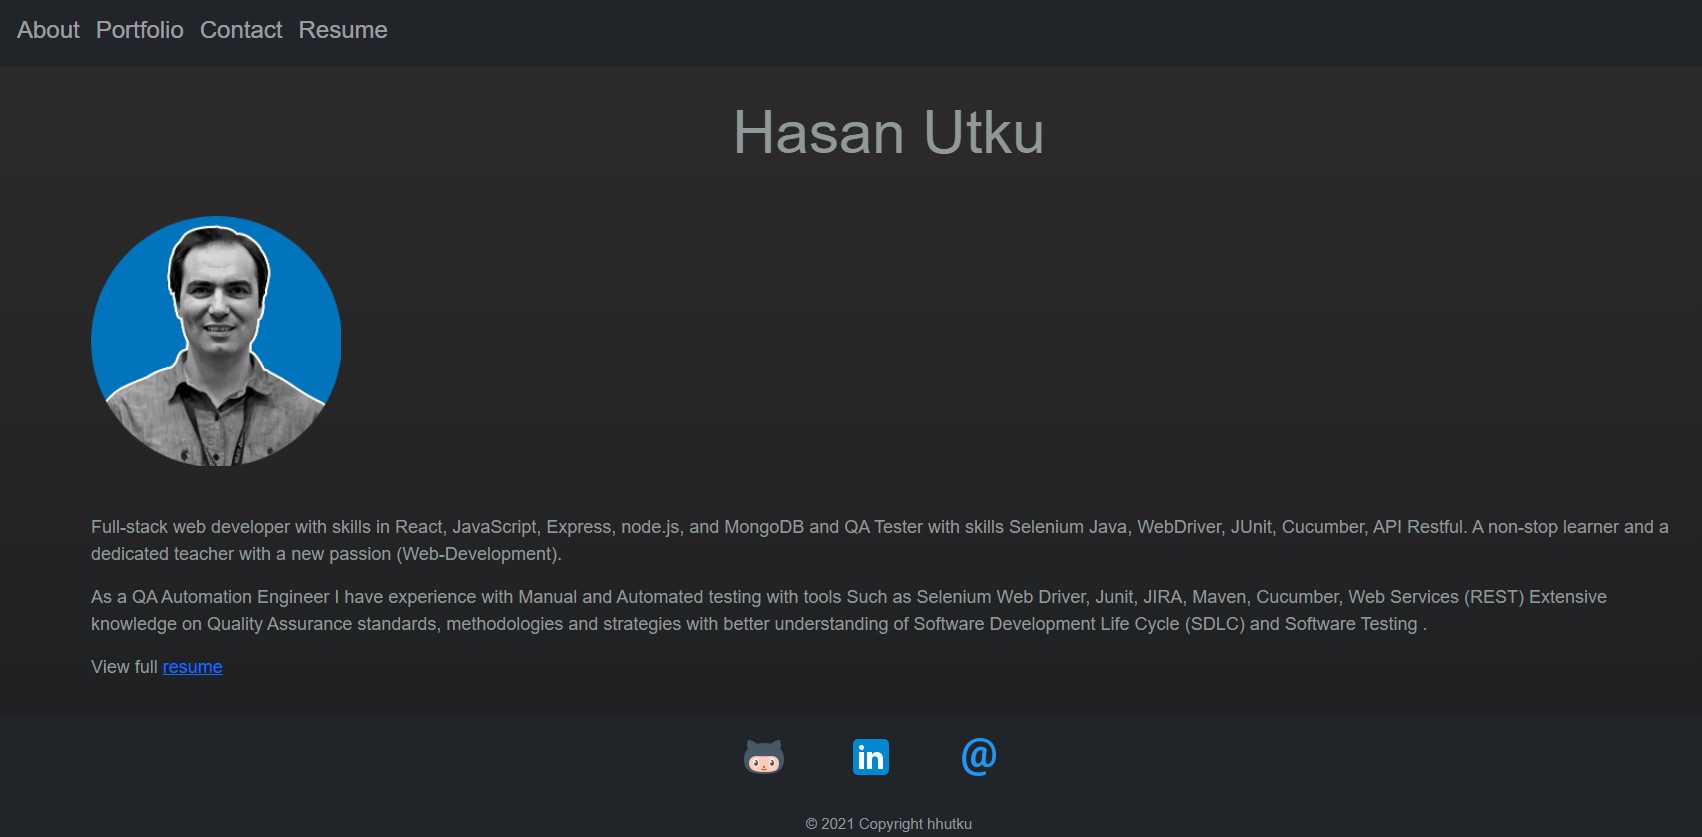 About Portfolio Contact Resume
Hasan Utku
Full-stack web developer with skills in React, JavaScript, Express, node.js, and MongoDB and QA Tester with skills Selenium Java, WebDriver, JUnit, Cucumber, API Restful. A non-stop learner and a
dedicated teacher with a new passion (Web-Development).
As a QA Automation Engineer I have experience with Manual and Automated testing with tools Such as Selenium Web Driver, Junit, JIRA, Maven, Cucumber, Web Services (REST) Extensive
knowledge on Quality Assurance standards, methodologies and strategies with better understanding of Software Development Life Cycle (SDLC) and Software Testing .
View full resume
in @
© 2021 Copyright hhutku